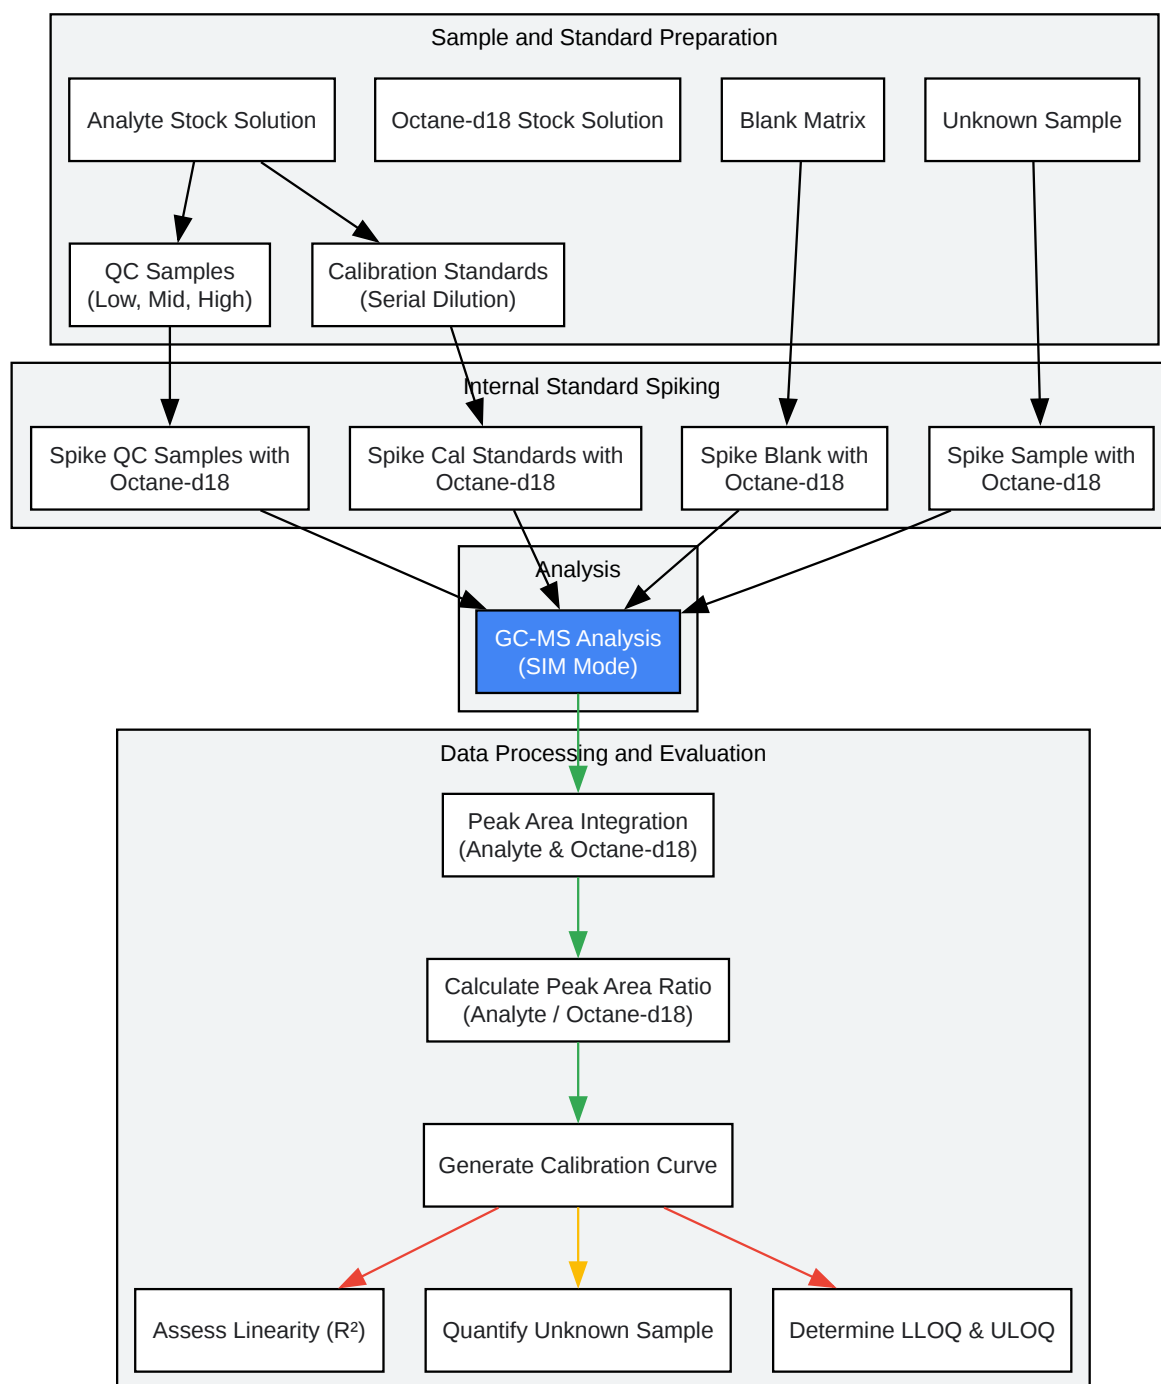 Sample and Standard Preparation
Analyte Stock Solution
Octane-d18 Stock Solution
Blank Matrix
Unknown Sample
QC Samples
(Low, Mid, High)
Calibration Standards
(Serial Dilution)
Internal Standard Spiking
Spike QC Samples with
Octane-d18
Spike Cal Standards with
Octane-d18
Spike Blank with
Octane-d18
Spike Sample with
Octane-d18
Analysis
GC-MS Analysis
(SIM Mode)
Data Processing and Evaluation
Peak Area Integration
(Analyte & Octane-d18)
Calculate Peak Area Ratio
(Analyte / Octane-d18)
Generate Calibration Curve
Assess Linearity (R²)
Quantify Unknown Sample
Determine LLOQ & ULOQ